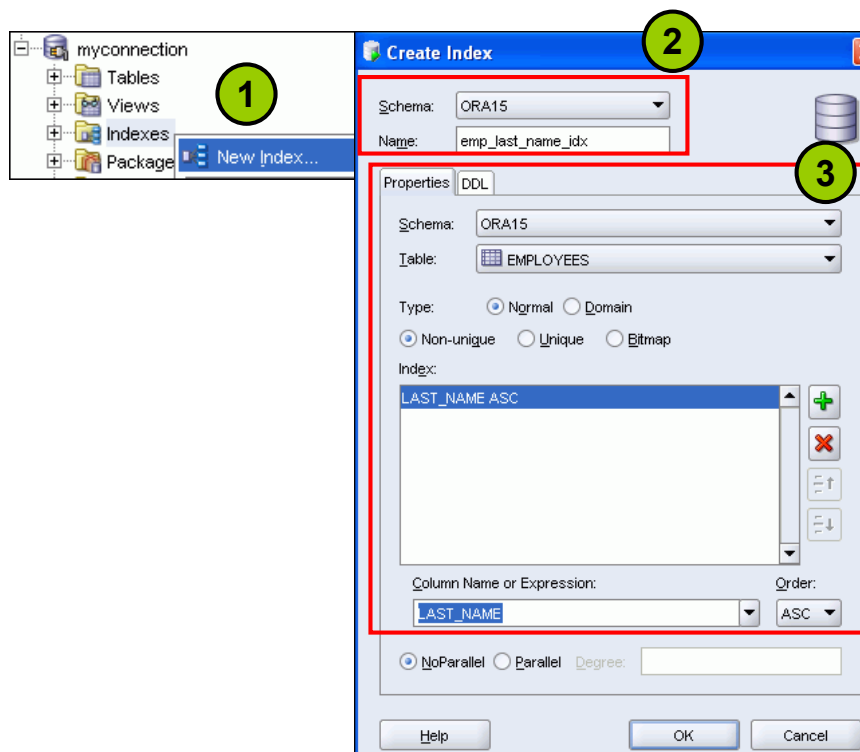 myconnection
Tables
Views
Indexes
Package
New Index...
1
2
Create Index
Schema: ORA15
Name: emp_last_name_idx
3
Properties DDL
Schema: ORA15
Table: EMPLOYEES
Type: Normal Domain
Non-unique Unique Bitmap
Index:
LAST_NAME ASC
Column Name or Expression: Order:
LAST_NAME ASC
NoParallel Parallel Degree:
Help OK Cancel